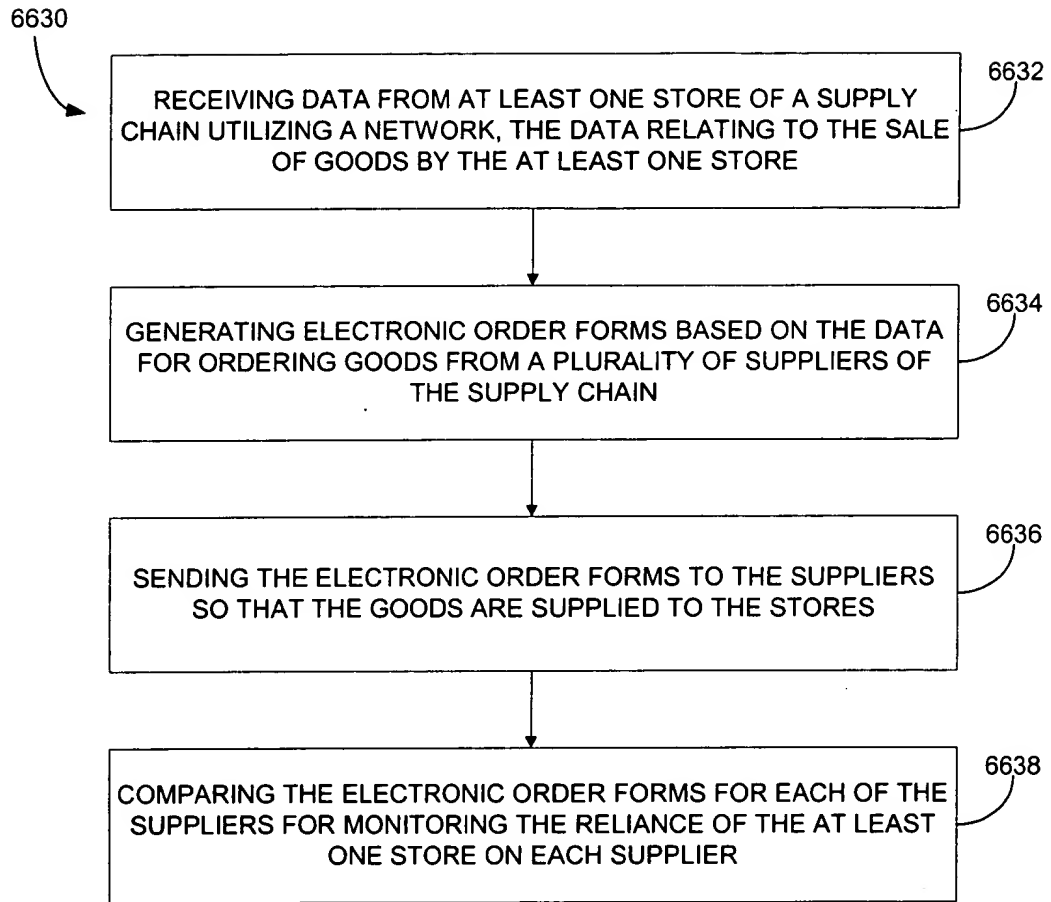 6630
6632
RECEIVING DATA FROM AT LEAST ONE STORE OF A SUPPLY
CHAIN UTILIZING A NETWORK, THE DATA RELATING TO THE SALE
OF GOODS BY THE AT LEAST ONE STORE
6634
GENERATING ELECTRONIC ORDER FORMS BASED ON THE DATA
FOR ORDERING GOODS FROM A PLURALITY OF SUPPLIERS OF
THE SUPPLY CHAIN
6636
SENDING THE ELECTRONIC ORDER FORMS TO THE SUPPLIERS
SO THAT THE GOODS ARE SUPPLIED TO THE STORES
6638
COMPARING THE ELECTRONIC ORDER FORMS FOR EACH OF THE
SUPPLIERS FOR MONITORING THE RELIANCE OF THE AT LEAST
ONE STORE ON EACH SUPPLIER